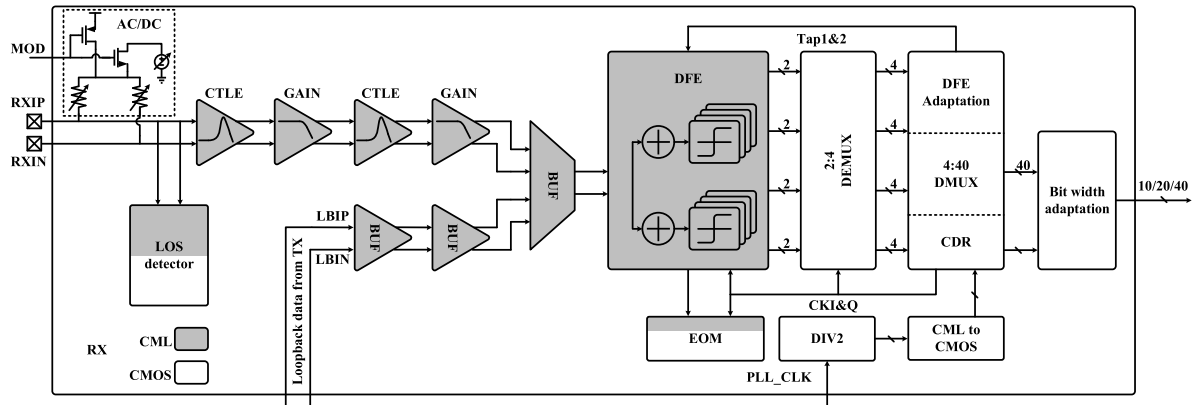 AC/DC
MOD
RXIP
RXIN
CTLE
GAIN
CTLE
GAIN
BUF
LOS
detector
LBIP
LBIN
BUF
BUF
Loopback data from TX
RX
CML
CMOS
Tap1&2
DFE
2
2
2
2
2:4
DEMUX
4
4
4
4
DFE
Adaptation
4:40
DMUX
CDR
40
Bit width
adaptation
10/20/40
CKI&Q
EOM
DIV2
CML to
CMOS
PLL_CLK